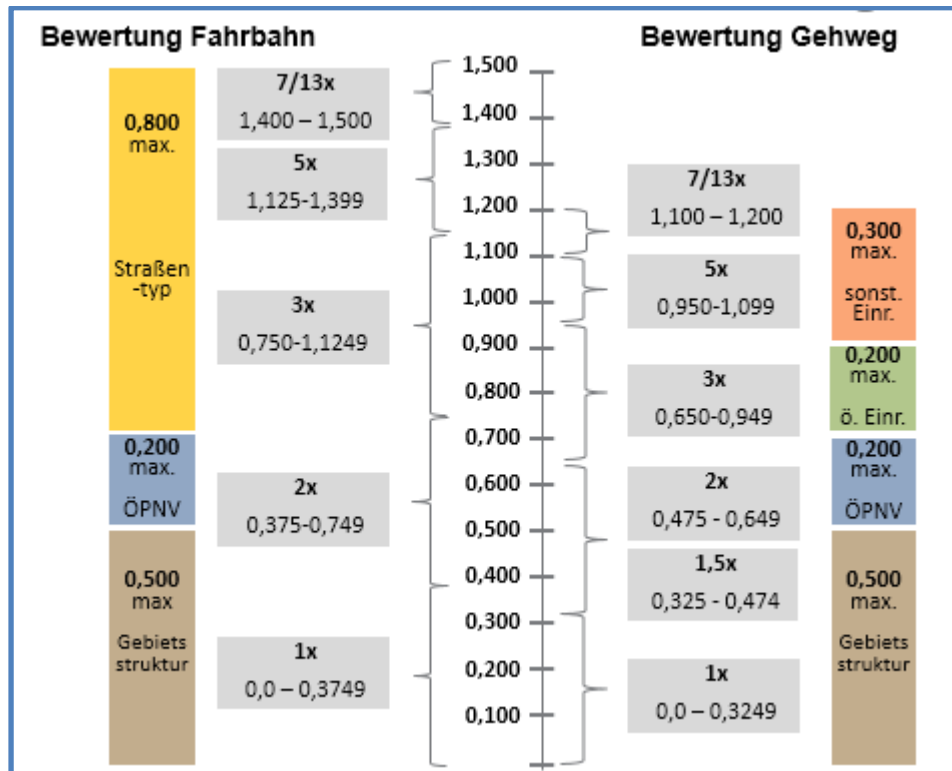 Bewertung Fahrbahn
0,800
max.
Straßen
-typ
0,200
max.
ÖPNV
0,500
max
Gebiets
struktur
7/13x
1,400 – 1,500
5x
1,125-1,399
3x
0,750-1,1249
2x
0,375-0,749
1x
0,0 – 0,3749
1,500
1,400
1,300
1,200
1,100
1,000
0,900
0,800
0,700
0,600
0,500
0,400
0,300
0,200
0,100
Bewertung Gehweg
7/13x
1,100 – 1,200
5x
0,950-1,099
3x
0,650-0,949
2x
0,475 - 0,649
1,5x
0,325 - 0,474
1x
0,0 – 0,3249
0,300
max.
sonst.
Einr.
0,200
max.
ö. Einr.
0,200
max.
ÖPNV
0,500
max.
Gebiets
struktur